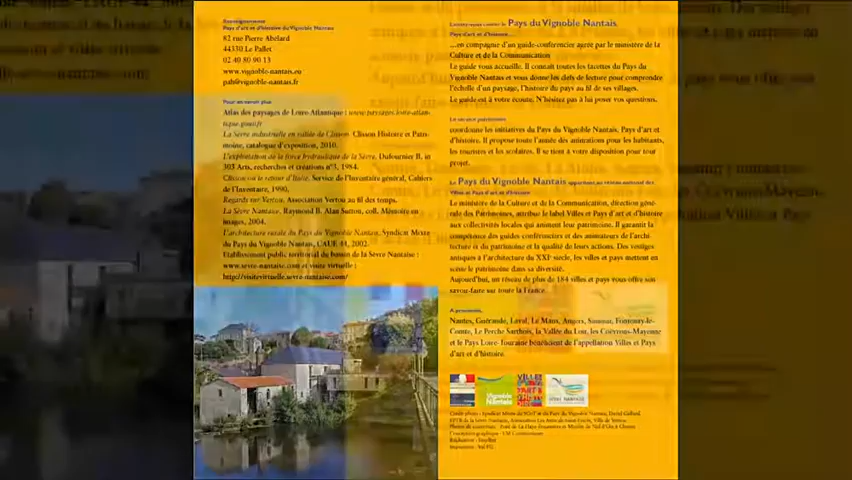 Renseignements
Pays d'art et d'histoire du Vignoble Nantais
82 rue Pierre Abélard
44330 Le Pallet
02 40 80 90 13
www.vignoble-nantais.eu
pah@vignoble-nantais.fr
Pour en savoir plus
Atlas des paysages de Loire-Atlantique : www.paysages.loire-atlan-
tique.gouv.fr
La Sèvre industrielle en vallée de Clisson. Clisson Histoire et Patri-
moine, catalogue d'exposition, 2010.
L'exploitation de la force hydraulique de la Sèvre, Dufournier B, in
303 Arts, recherches et créations n°1, 1984.
Clisson ou le retour d'Italie. Service de l'Inventaire général, Cahiers
de l'Inventaire, 1990.
Regards sur Vertou, Association Vertou au fil des temps.
La Sèvre Nantaise, Raymond B. Alan Sutton, coll. Mémoire en
images, 2004.
L'architecture rurale du Pays du Vignoble Nantais, Syndicat Mixte
du Pays du Vignoble Nantais, CAUE 44, 2002.
Etablissement public territorial du bassin de la Sèvre Nantaise :
www.sevre-nantaise.com et visite virtuelle :
http://visitevirtuelle.sevre-nantaise.com/
Laissez-vous conter le Pays du Vignoble Nantais,
Pays d'art et d'histoire...
...en compagnie d'un guide-conférencier agréé par le ministère de la
Culture et de la Communication
Le guide vous accueille. Il connaît toutes les facettes du Pays du
Vignoble Nantais et vous donne les clefs de lecture pour comprendre
l'échelle d'un paysage, l'histoire du pays au fil de ses villages.
Le guide est à votre écoute. N'hésitez pas à lui poser vos questions.
Le service patrimoine
coordonne les initiatives du Pays du Vignoble Nantais, Pays d'art et
d'histoire. Il propose toute l'année des animations pour les habitants,
les touristes et les scolaires. Il se tient à votre disposition pour tout
projet.
Le Pays du Vignoble Nantais appartient au réseau national des
Villes et Pays d'art et d'histoire
Le ministère de la Culture et de la Communication, direction géné-
rale des Patrimoines, attribue le label Villes et Pays d'art et d'histoire
aux collectivités locales qui animent leur patrimoine. Il garantit la
compétence des guides conférenciers et des animateurs de l'archi-
tecture et du patrimoine et la qualité de leurs actions. Des vestiges
antiques à l'architecture du XXIe siècle, les villes et pays mettent en
scène le patrimoine dans sa diversité.
Aujourd'hui, un réseau de plus de 184 villes et pays vous offre son
savoir-faire sur toute la France.
A proximité,
Nantes, Guérande, Laval, Le Mans, Angers, Saumur, Fontenay-le-
Comte, Le Perche Sarthois, la Vallée du Loir, les Coëvrons-Mayenne
et le Pays Loire-Touraine bénéficient de l'appellation Villes et Pays
d'art et d'histoire.
Vignoble
Nantais
VILLES